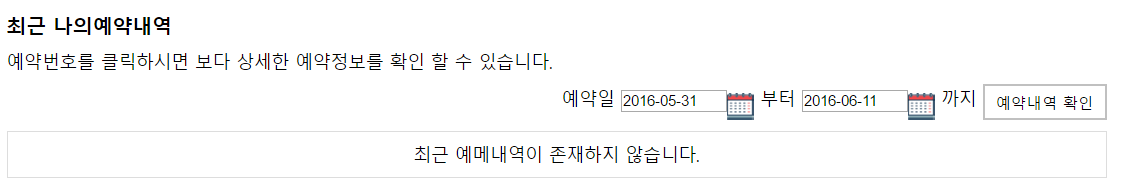 최근 나의예약내역
예약번호를 클릭하시면 보다 상세한 예약정보를 확인 할 수 있습니다.
예약일 2016-05-31 부터 2016-06-11 까지 예약내역 확인
최근 예메내역이 존재하지 않습니다.